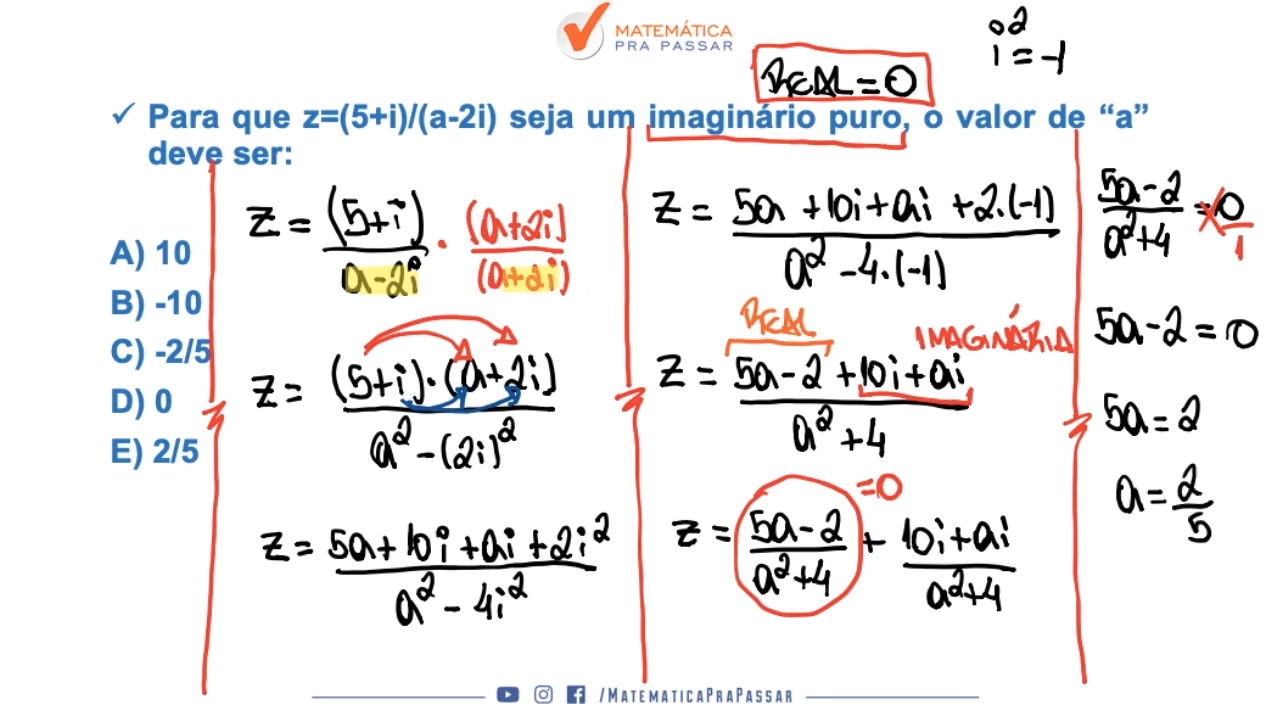 MATEMÁTICA
PRA PASSAR
REAL = 0
i² = -1
✓ Para que z=(5+i)/(a-2i) seja um imaginário puro, o valor de “a”
deve ser:
A) 10
B) -10
C) -2/5
D) 0
E) 2/5
z = (5+i)/(a-2i) · (a+2i)/(a+2i)
z = (5+i)·(a+2i)/(a² - (2i)²)
z = (5a + 10i + ai + 2i²)/(a² - 4i²)
z = (5a + 10i + ai + 2·(-1))/(a² - 4·(-1))
REAL
IMAGINÁRIA
z = (5a - 2 + 10i + ai)/(a² + 4)
=0
z = (5a-2)/(a²+4) + (10i+ai)/(a²+4)
(5a-2)/(a²+4) = 0/1
5a-2 = 0
5a = 2
a = 2/5
/MATEMATICAPRAPASSAR